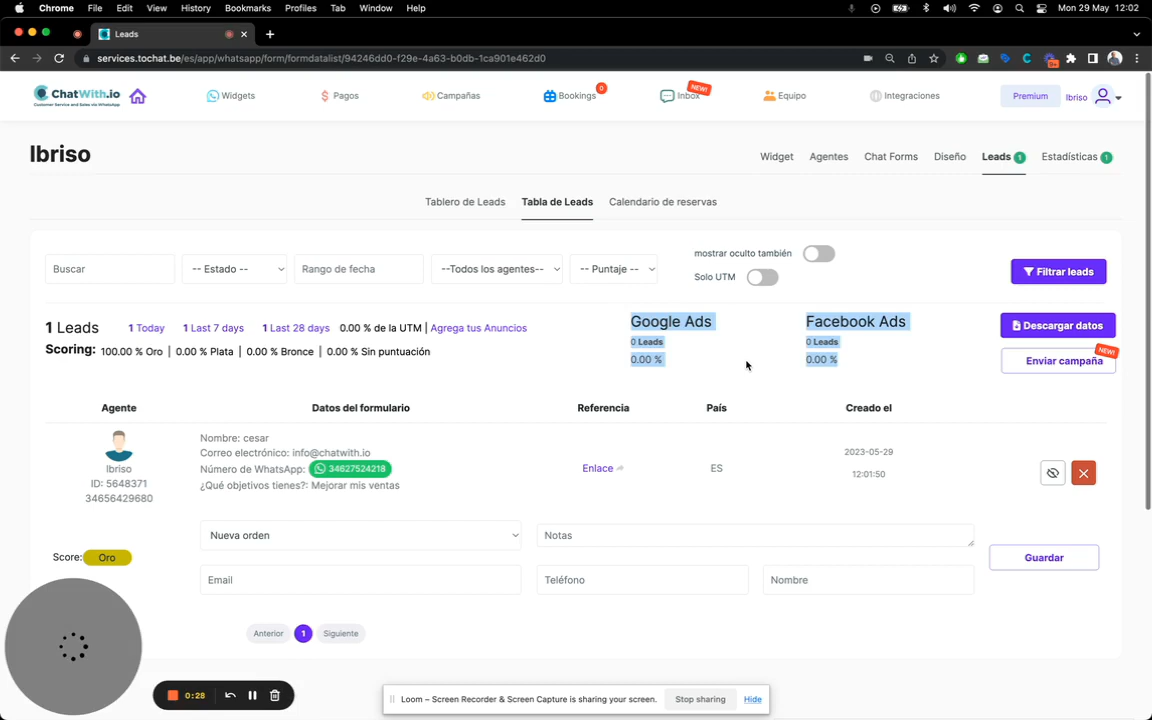 Chrome File Edit View History Bookmarks Profiles Tab Window Help Mon 29 May 12:02
Leads
services.tochat.be/es/app/whatsapp/form/formdatalist/94246dd0-f29e-4a63-b0db-1ca901e462d0
9+
ChatWith.io
Customer Service and Sales via WhatsApp
Widgets Pagos Campañas Bookings 0 Inbox NEW! Equipo Integraciones Premium Ibriso
Ibriso
Widget Agentes Chat Forms Diseño Leads 1 Estadísticas 1
Tablero de Leads Tabla de Leads Calendario de reservas
Buscar -- Estado -- Rango de fecha --Todos los agentes-- -- Puntaje --
mostrar oculto también
Solo UTM
Filtrar leads
1 Leads 1 Today 1 Last 7 days 1 Last 28 days 0.00 % de la UTM | Agrega tus Anuncios
Scoring: 100.00 % Oro | 0.00 % Plata | 0.00 % Bronce | 0.00 % Sin puntuación
Google Ads
0 Leads
0.00 %
Facebook Ads
0 Leads
0.00 %
Descargar datos
Enviar campaña NEW!
Agente Datos del formulario Referencia País Creado el
Ibriso
ID: 5648371
34656429680
Nombre: cesar
Correo electrónico: info@chatwith.io
Número de WhatsApp: 34627524218
¿Qué objetivos tienes?: Mejorar mis ventas
Enlace
ES
2023-05-29
12:01:50
Score: Oro
Nueva orden Notas
Email Teléfono Nombre
Guardar
Anterior 1 Siguiente
0:28
Loom – Screen Recorder & Screen Capture is sharing your screen. Stop sharing Hide